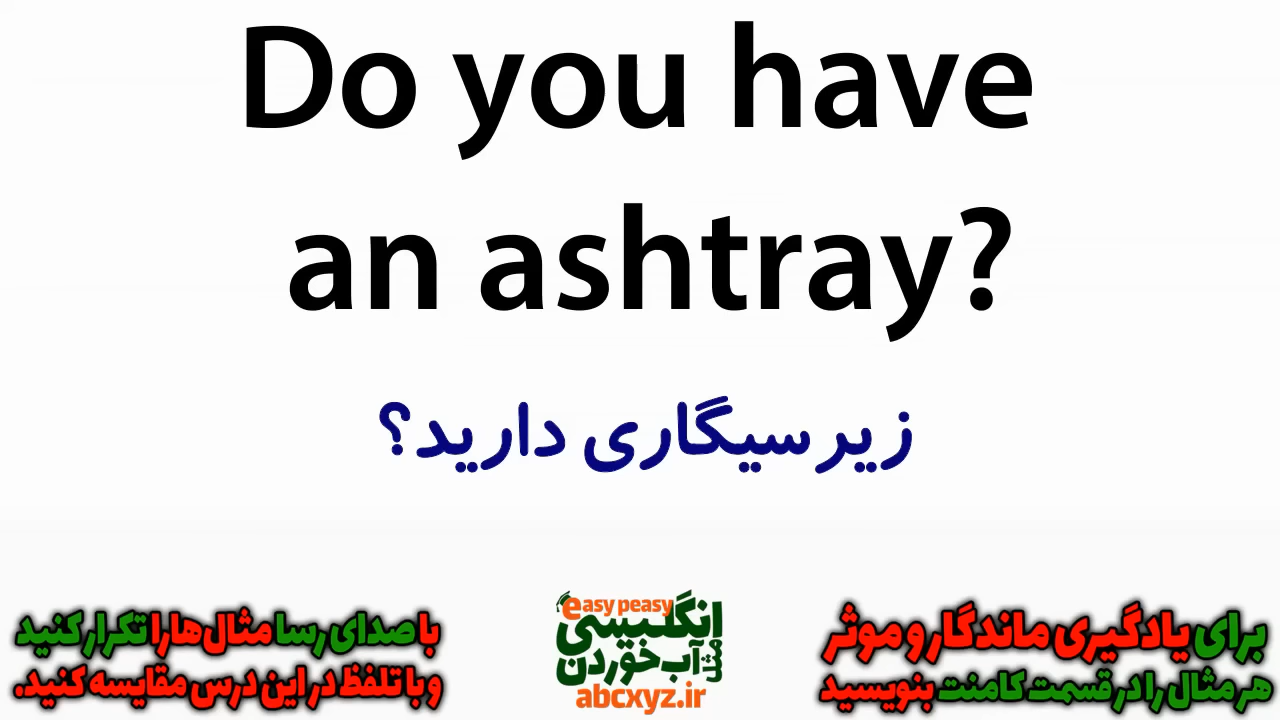 Do you have
an ashtray?
زیر سیگاری دارید؟
برای یادگیری ماندگار و موثر
هر مثال را در قسمت کامنت بنویسید
easy peasy
انگلیسی
مثل آب خوردن
abcxyz.ir
با صدای رسا مثال‌ها را تکرار کنید
و با تلفظ در این درس مقایسه کنید.